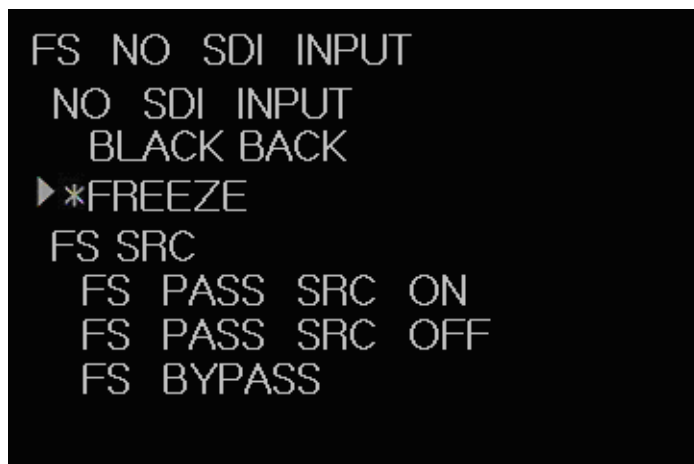 FS NO SDI INPUT
NO SDI INPUT
BLACK BACK
*FREEZE
FS SRC
FS PASS SRC ON
FS PASS SRC OFF
FS BYPASS